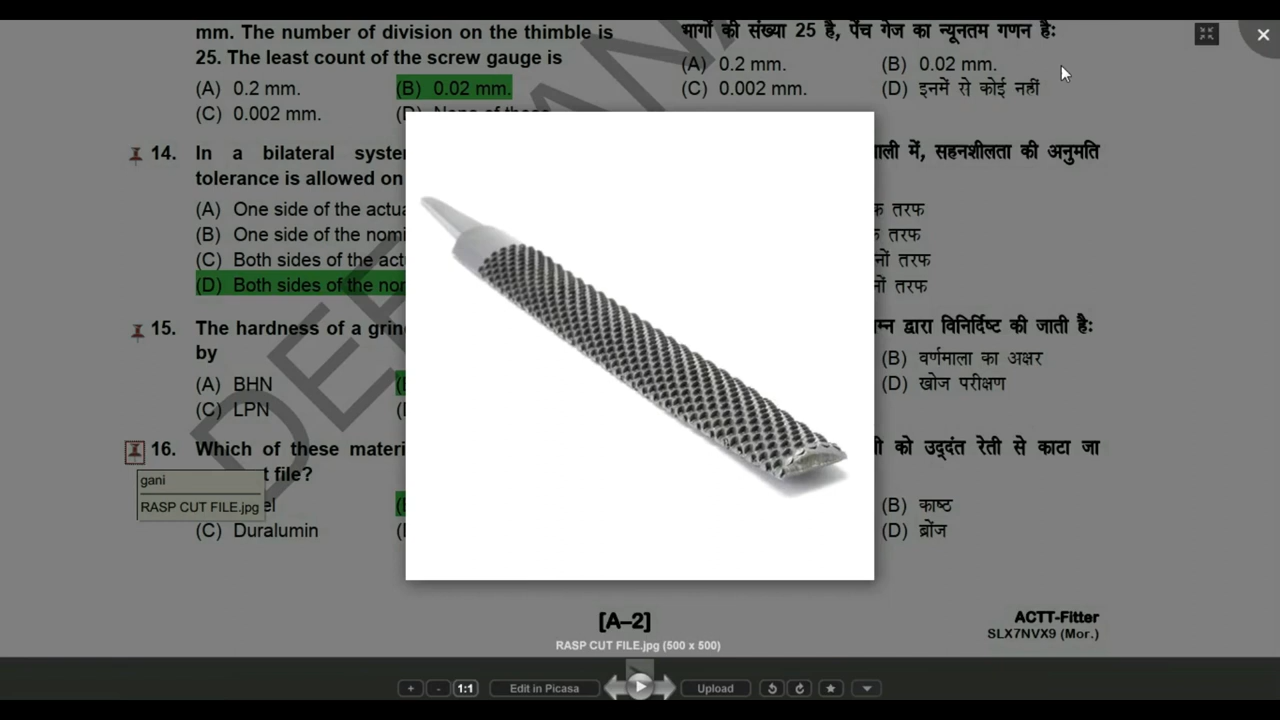 mm. The number of division on the thimble is
25. The least count of the screw gauge is
(A) 0.2 mm. (B) 0.02 mm.
(C) 0.002 mm. (D) None of these
14. In a bilateral
tolerance is allowed on
(A) One side of the
(B) One side of the
(C) Both sides of the
(D) Both sides of the
15. The hardness of a
by
(A) BHN
(C) LPN
16. Which of these
file?
(C) Duralumin
gani
RASP CUT FILE.jpg
भागों की संख्या 25 है, पेंच गेज का न्यूनतम गणन है:
(A) 0.2 mm. (B) 0.02 mm.
(C) 0.002 mm. (D) इनमें से कोई नहीं
में, सहनशीलता की अनुमति
तरफ
तरफ
तरफ
तरफ
द्वारा विनिर्दिष्ट की जाती है:
(B) वर्णमाला का अक्षर
(D) खोज परीक्षण
को उद्दंत रेती से काटा जा
(B) काष्ठ
(D) ब्रोंज
[A–2]
ACTT-Fitter
SLX7NVX9 (Mor.)
RASP CUT FILE.jpg (500 x 500)
+ - 1:1 Edit in Picasa Upload